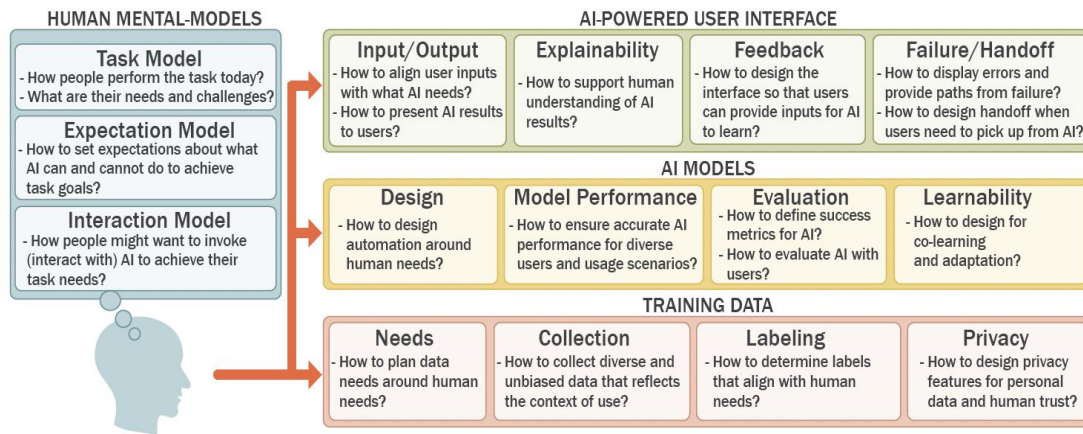 HUMAN MENTAL-MODELS
Task Model
- How people perform the task today?
- What are their needs and challenges?
Expectation Model
- How to set expectations about what
AI can and cannot do to achieve
task goals?
Interaction Model
- How people might want to invoke
(interact with) AI to achieve their
task needs?
AI-POWERED USER INTERFACE
Input/Output
- How to align user inputs
with what AI needs?
- How to present AI results
to users?
Explainability
- How to support human
understanding of AI
results?
Feedback
- How to design the
interface so that users
can provide inputs for AI
to learn?
Failure/Handoff
- How to display errors and
provide paths from failure?
- How to design handoff when
users need to pick up from AI?
AI MODELS
Design
- How to design
automation around
human needs?
Model Performance
- How to ensure accurate AI
performance for diverse
users and usage scenarios?
Evaluation
- How to define success
metrics for AI?
- How to evaluate AI with
users?
Learnability
- How to design for
co-learning
and adaptation?
TRAINING DATA
Needs
- How to plan data
needs around human
needs?
Collection
- How to collect diverse and
unbiased data that reflects
the context of use?
Labeling
- How to determine labels
that align with human
needs?
Privacy
- How to design privacy
features for personal
data and human trust?